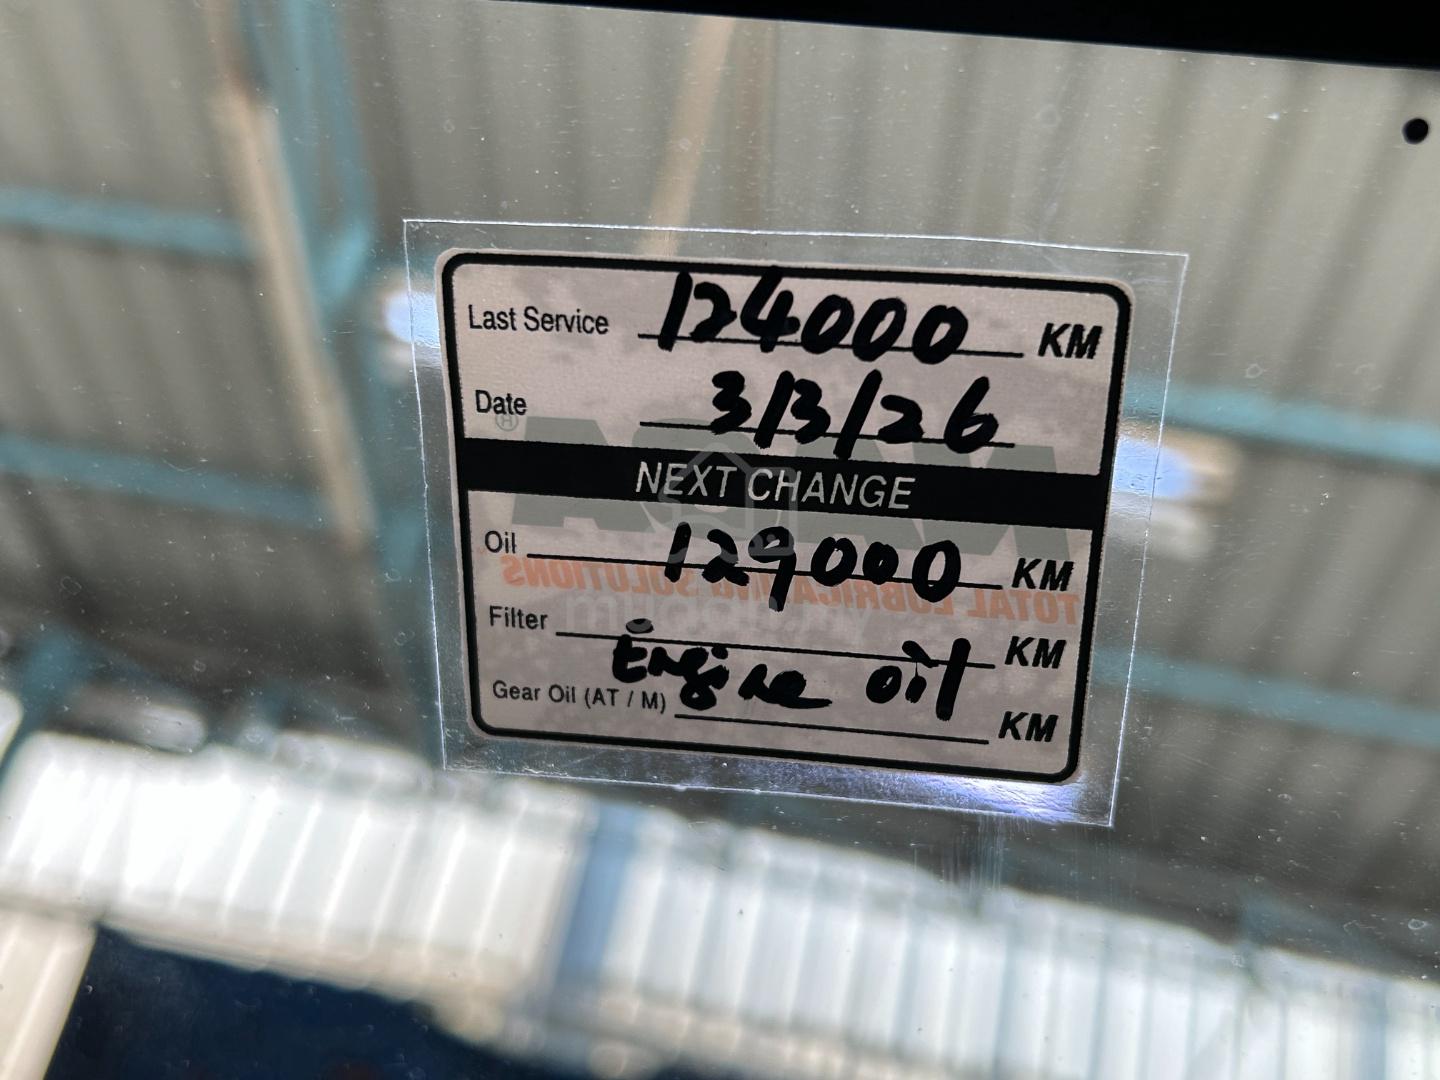 Last Service 124000 KM
Date 3/3/26
NEXT CHANGE
Oil 129000 KM
TOTAL LUBRICATING SOLUTIONS
Filter KM
Engine oil
Gear Oil (AT / M) KM